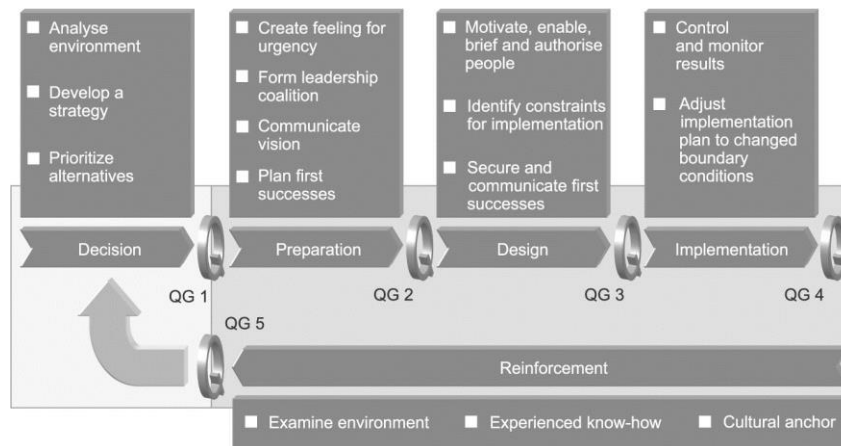 Analyse
environment
Develop a
strategy
Prioritize
alternatives
Create feeling for
urgency
Form leadership
coalition
Communicate
vision
Plan first
successes
Motivate, enable,
brief and authorise
people
Identify constraints
for implementation
Secure and
communicate first
successes
Control
and monitor
results
Adjust
implementation
plan to changed
boundary
conditions
Decision
Preparation
Design
Implementation
QG 1
QG 2
QG 3
QG 4
QG 5
Reinforcement
Examine environment
Experienced know-how
Cultural anchor